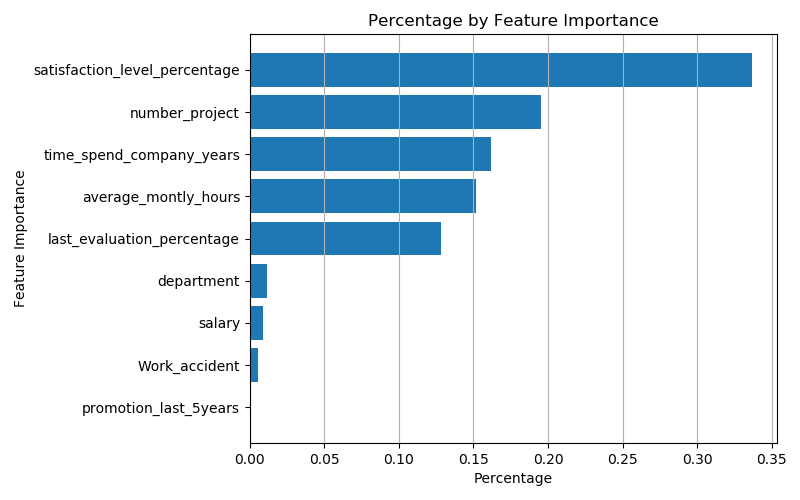 Percentage by Feature Importance
Feature Importance
satisfaction_level_percentage
number_project
time_spend_company_years
average_montly_hours
last_evaluation_percentage
department
salary
Work_accident
promotion_last_5years
0.00 0.05 0.10 0.15 0.20 0.25 0.30 0.35
Percentage